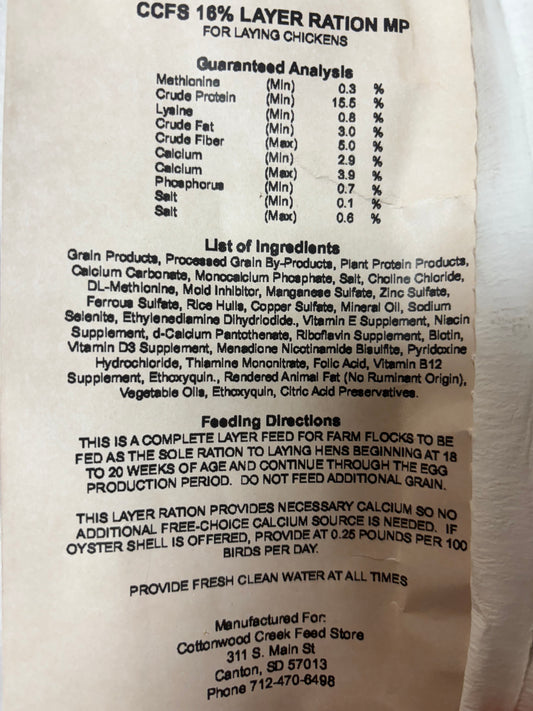 CCFS 16% LAYER RATION MP
FOR LAYING CHICKENS
Guaranteed Analysis
Methionine (Min) 0.3 %
Crude Protein (Min) 15.5 %
Lysine (Min) 0.8 %
Crude Fat (Min) 3.0 %
Crude Fiber (Max) 5.0 %
Calcium (Min) 2.9 %
Calcium (Max) 3.9 %
Phosphorus (Min) 0.7 %
Salt (Min) 0.1 %
Salt (Max) 0.6 %
List of Ingredients
Grain Products, Processed Grain By-Products, Plant Protein Products,
Calcium Carbonate, Monocalcium Phosphate, Salt, Choline Chloride,
DL-Methionine, Mold Inhibitor, Manganese Sulfate, Zinc Sulfate,
Ferrous Sulfate, Rice Hulls, Copper Sulfate, Mineral Oil, Sodium
Selenite, Ethylenediamine Dihydriodide., Vitamin E Supplement, Niacin
Supplement, d-Calcium Pantothenate, Riboflavin Supplement, Biotin,
Vitamin D3 Supplement, Menadione Nicotinamide Bisulfite, Pyridoxine
Hydrochloride, Thiamine Mononitrate, Folic Acid, Vitamin B12
Supplement, Ethoxyquin., Rendered Animal Fat (No Ruminant Origin),
Vegetable Oils, Ethoxyquin, Citric Acid Preservatives.
Feeding Directions
THIS IS A COMPLETE LAYER FEED FOR FARM FLOCKS TO BE
FED AS THE SOLE RATION TO LAYING HENS BEGINNING AT 18
TO 20 WEEKS OF AGE AND CONTINUE THROUGH THE EGG
PRODUCTION PERIOD. DO NOT FEED ADDITIONAL GRAIN.
THIS LAYER RATION PROVIDES NECESSARY CALCIUM SO NO
ADDITIONAL FREE-CHOICE CALCIUM SOURCE IS NEEDED. IF
OYSTER SHELL IS OFFERED, PROVIDE AT 0.25 POUNDS PER 100
BIRDS PER DAY.
PROVIDE FRESH CLEAN WATER AT ALL TIMES
Manufactured For:
Cottonwood Creek Feed Store
311 S. Main St
Canton, SD 57013
Phone 712-470-6498